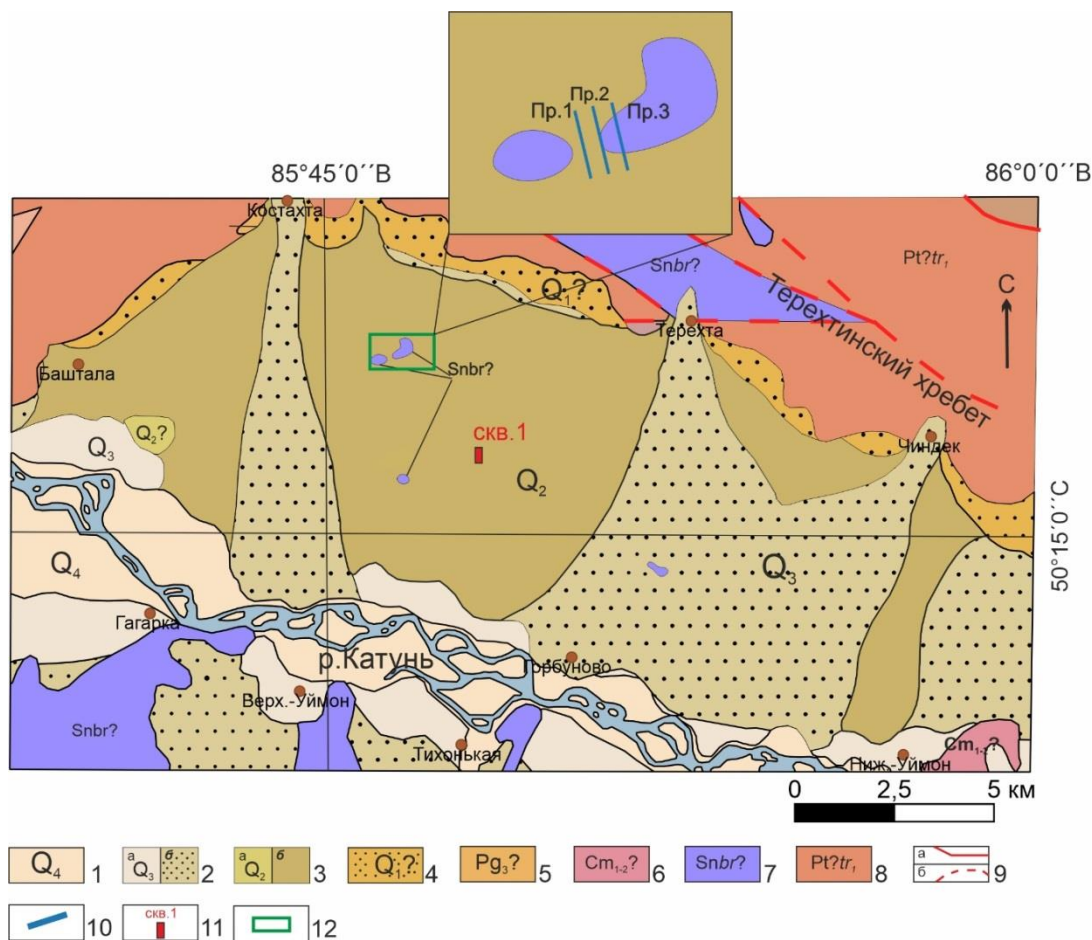 Пр.1
Пр.2
Пр.3
85°45´0´´В
86°0´0´´В
Костахта
Snbr?
Pt?tr₁
Q₁?
С
Терехта
Терехтинский хребет
Баштала
Snbr?
Q₂?
Q₃
скв.1
Чиндек
Q₂
50°15´0´´С
Q₄
Q₃
Гагарка
р.Катунь
Горбуново
Верх.-Уймон
Snbr?
Тихонькая
Cm₁₋₂?
Ниж.-Уймон
0 2,5 5 км
Q₄ 1
а Q₃ б 2
а Q₂ б 3
Q₁? 4
Pg₃? 5
Cm₁₋₂? 6
Snbr? 7
Pt?tr₁ 8
а б 9
10
скв.1 11
12